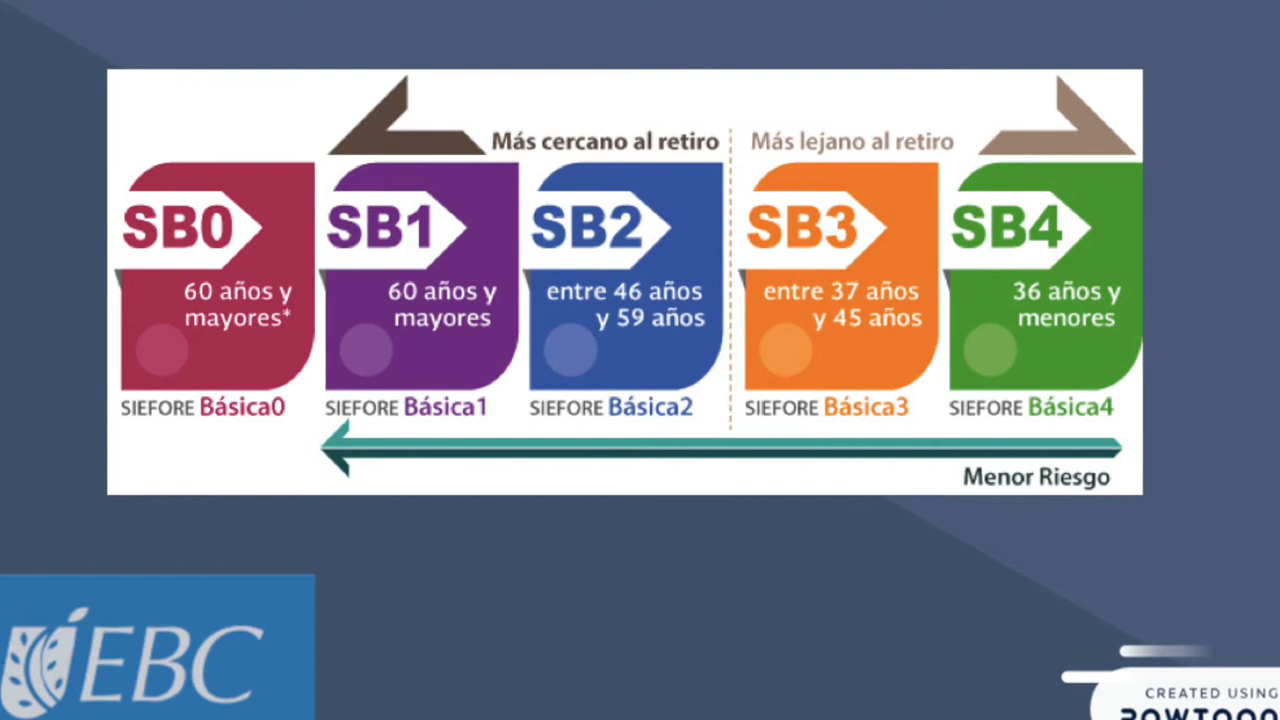 Más cercano al retiro
Más lejano al retiro
SB0
60 años y
mayores*
SIEFORE Básica0
SB1
60 años y
mayores
SIEFORE Básica1
SB2
entre 46 años
y 59 años
SIEFORE Básica2
SB3
entre 37 años
y 45 años
SIEFORE Básica3
SB4
36 años y
menores
SIEFORE Básica4
Menor Riesgo
EBC
CREATED USING
POWTOON